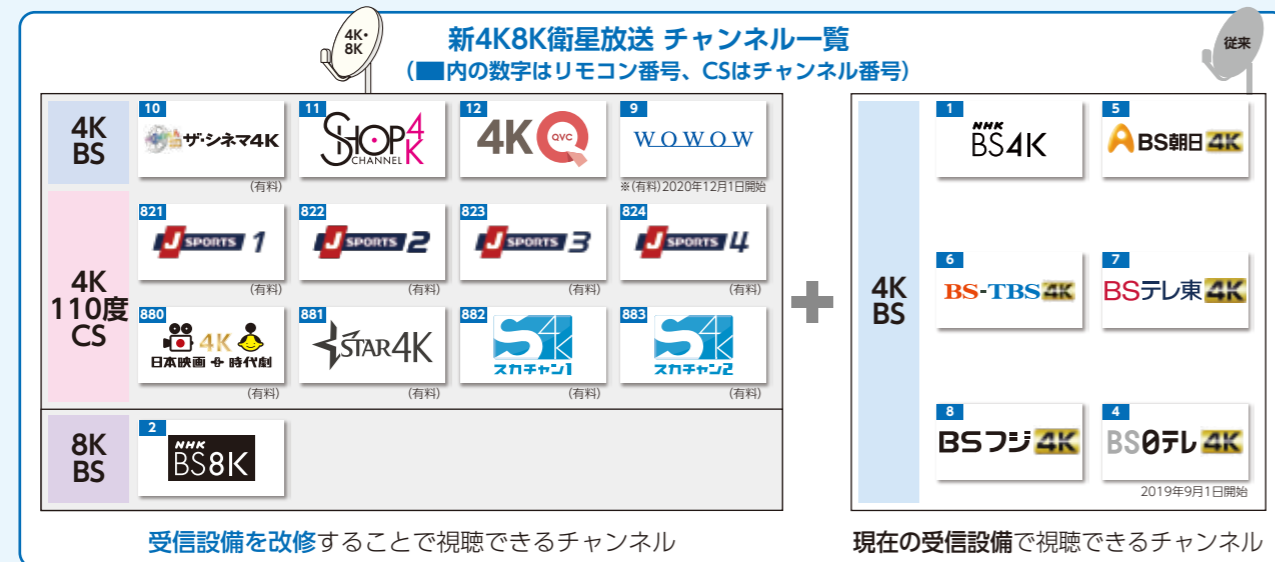 4K・
8K
新4K8K衛星放送 チャンネル一覧
(■内の数字はリモコン番号、CSはチャンネル番号)
従来
4K
BS
10
ザ・シネマ4K
(有料)
11
SHOP 4K
CHANNEL
12
4K QVC
9
WOWOW
※(有料)2020年12月1日開始
4K
110度
CS
821
J SPORTS 1
(有料)
822
J SPORTS 2
(有料)
823
J SPORTS 3
(有料)
824
J SPORTS 4
(有料)
880
4K
日本映画+時代劇
(有料)
881
STAR4K
(有料)
882
S4K
スカチャン1
(有料)
883
S4K
スカチャン2
(有料)
8K
BS
2
NHK
BS8K
受信設備を改修することで視聴できるチャンネル
+
4K
BS
1
NHK
BS4K
5
BS朝日 4K
6
BS-TBS 4K
7
BSテレ東 4K
8
BSフジ 4K
4
BS日テレ 4K
2019年9月1日開始
現在の受信設備で視聴できるチャンネル